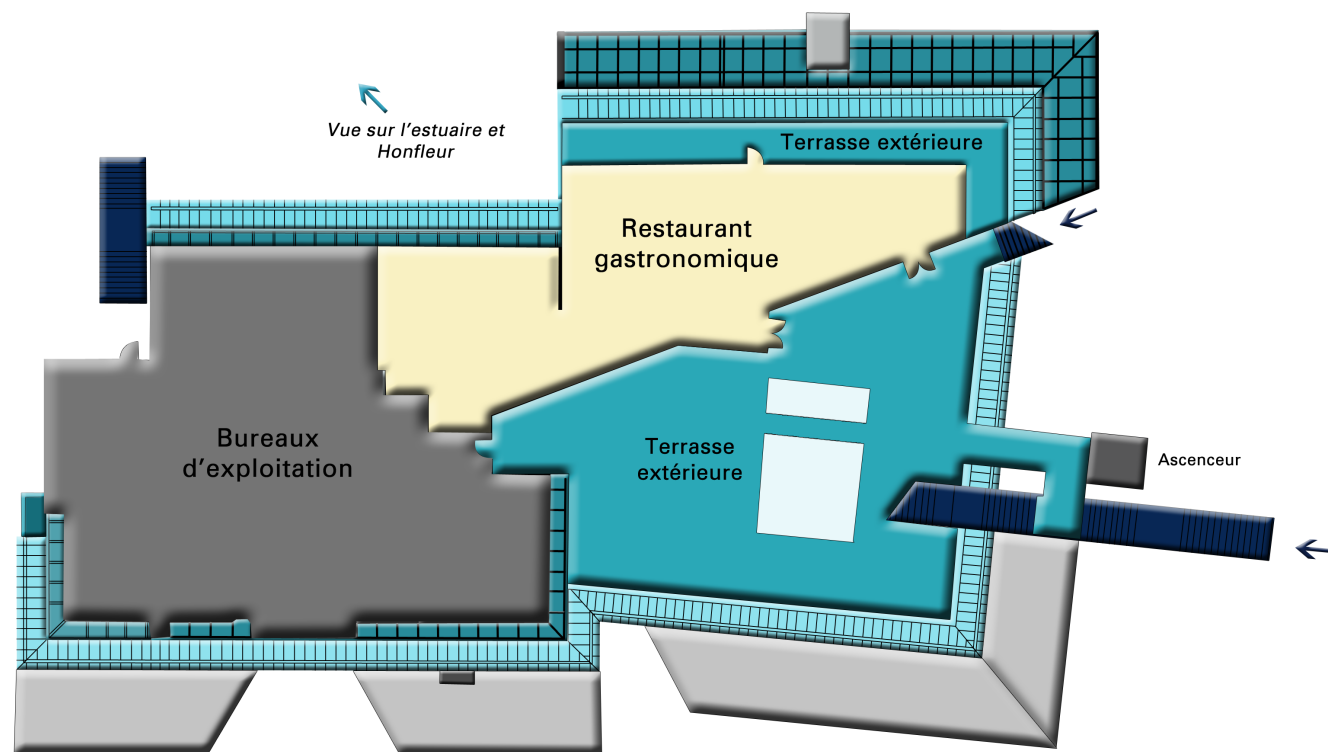 Vue sur l'estuaire et
Honfleur
Terrasse extérieure
Restaurant
gastronomique
Bureaux
d'exploitation
Terrasse
extérieure
Ascenceur